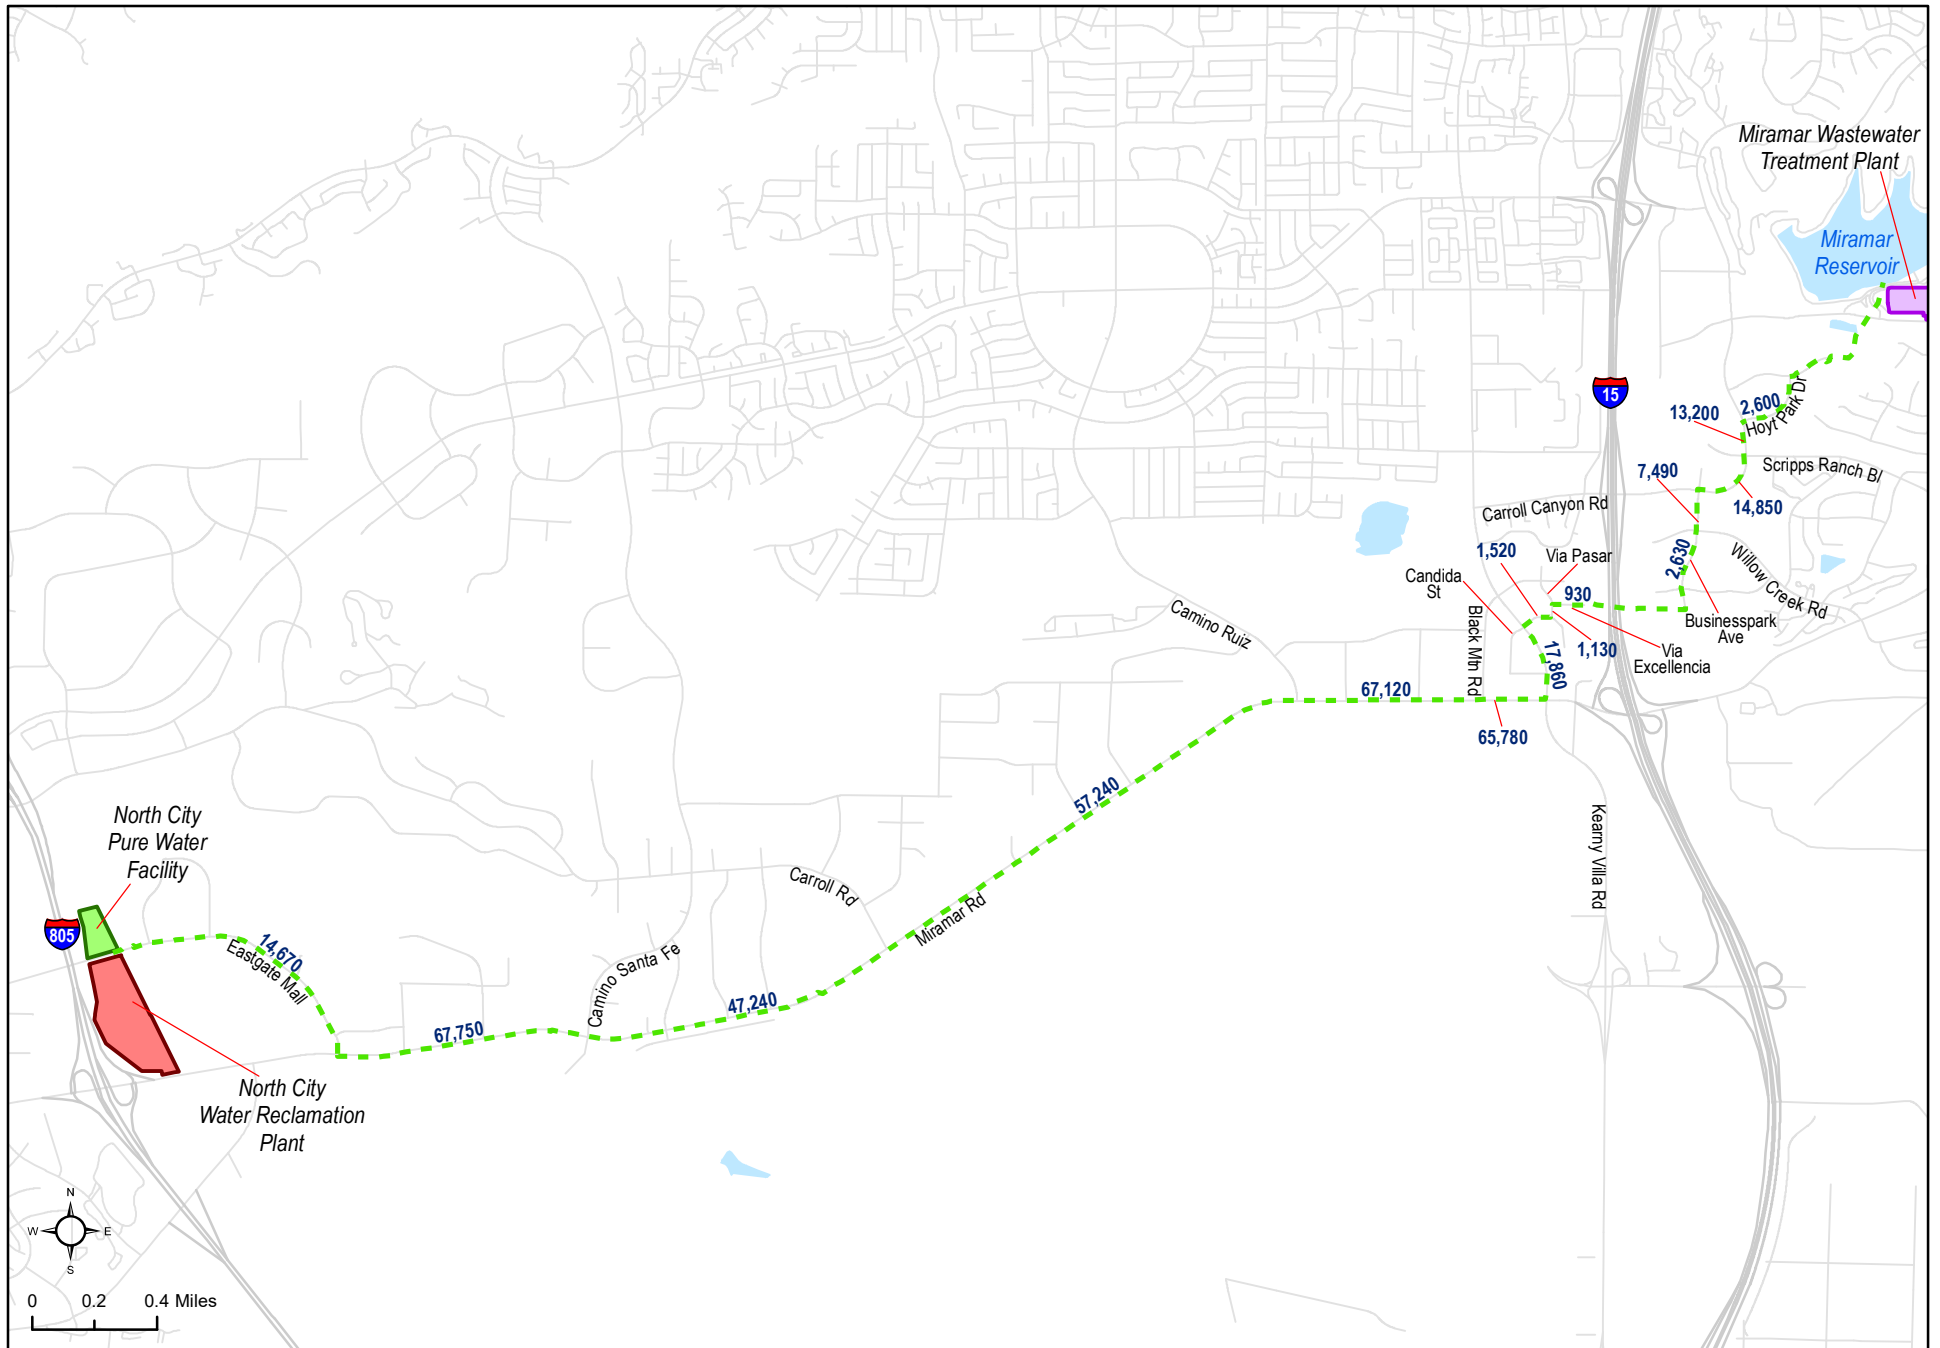 Miramar Wastewater
Treatment Plant
Miramar
Reservoir
15
2,600
13,200
Hoyt Park Dr
Scripps Ranch Bl
7,490
14,850
Carroll Canyon Rd
1,520
Via Pasar
2,630
Willow Creek Rd
Candida
St
930
Camino Ruiz
Black Mtn Rd
Businesspark
Ave
1,130
Via
Excellencia
17,860
67,120
65,780
57,240
Kearny Villa Rd
North City
Pure Water
Facility
Carroll Rd
Miramar Rd
805
14,670
Eastgate Mall
Camino Santa Fe
47,240
67,750
North City
Water Reclamation
Plant
N
W E
S
0 0.2 0.4 Miles